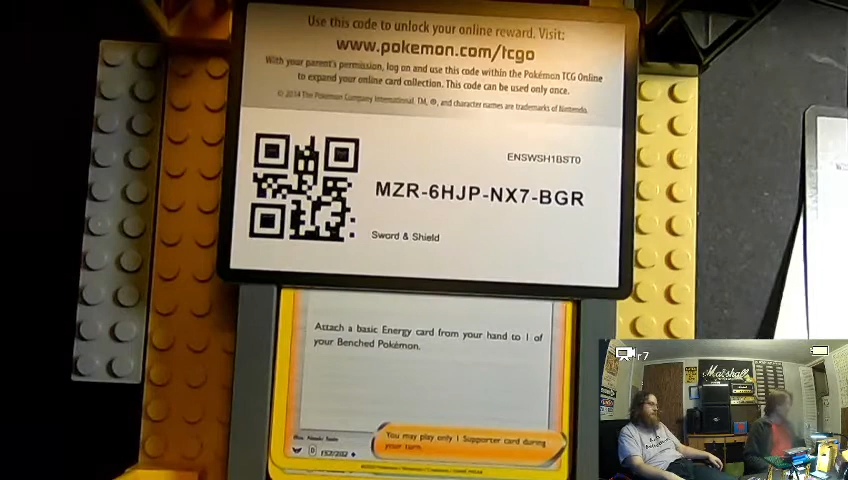 Use this code to unlock your online reward. Visit:
www.pokemon.com/tcgo
With your parent's permission, log on and use this code within the Pokémon TCG Online
to expand your online card collection. This code can be used only once.
© 2014 The Pokémon Company International. TM, ®, and character names are trademarks of Nintendo.
ENSWSH1BST0
MZR-6HJP-NX7-BGR
Sword & Shield
Attach a basic Energy card from your hand to 1 of
your Benched Pokémon.
You may play only 1 Supporter card during
your turn.
D
r7
Marshall